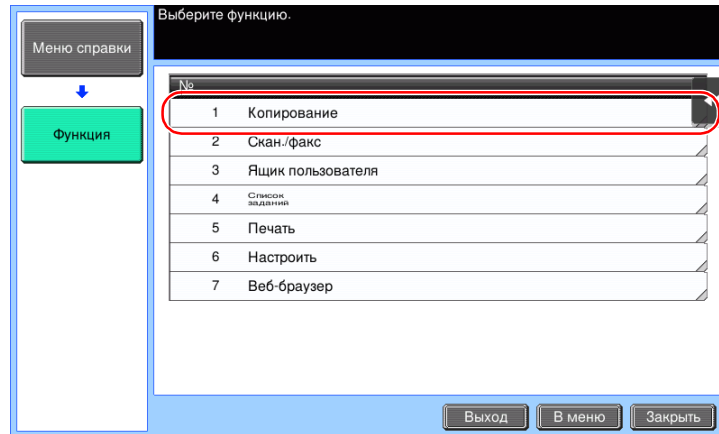 Выберите функцию.
Меню справки
Функция
№
1 Копирование
2 Скан./факс
3 Ящик пользователя
4 Список
заданий
5 Печать
6 Настроить
7 Веб-браузер
Выход В меню Закрыть